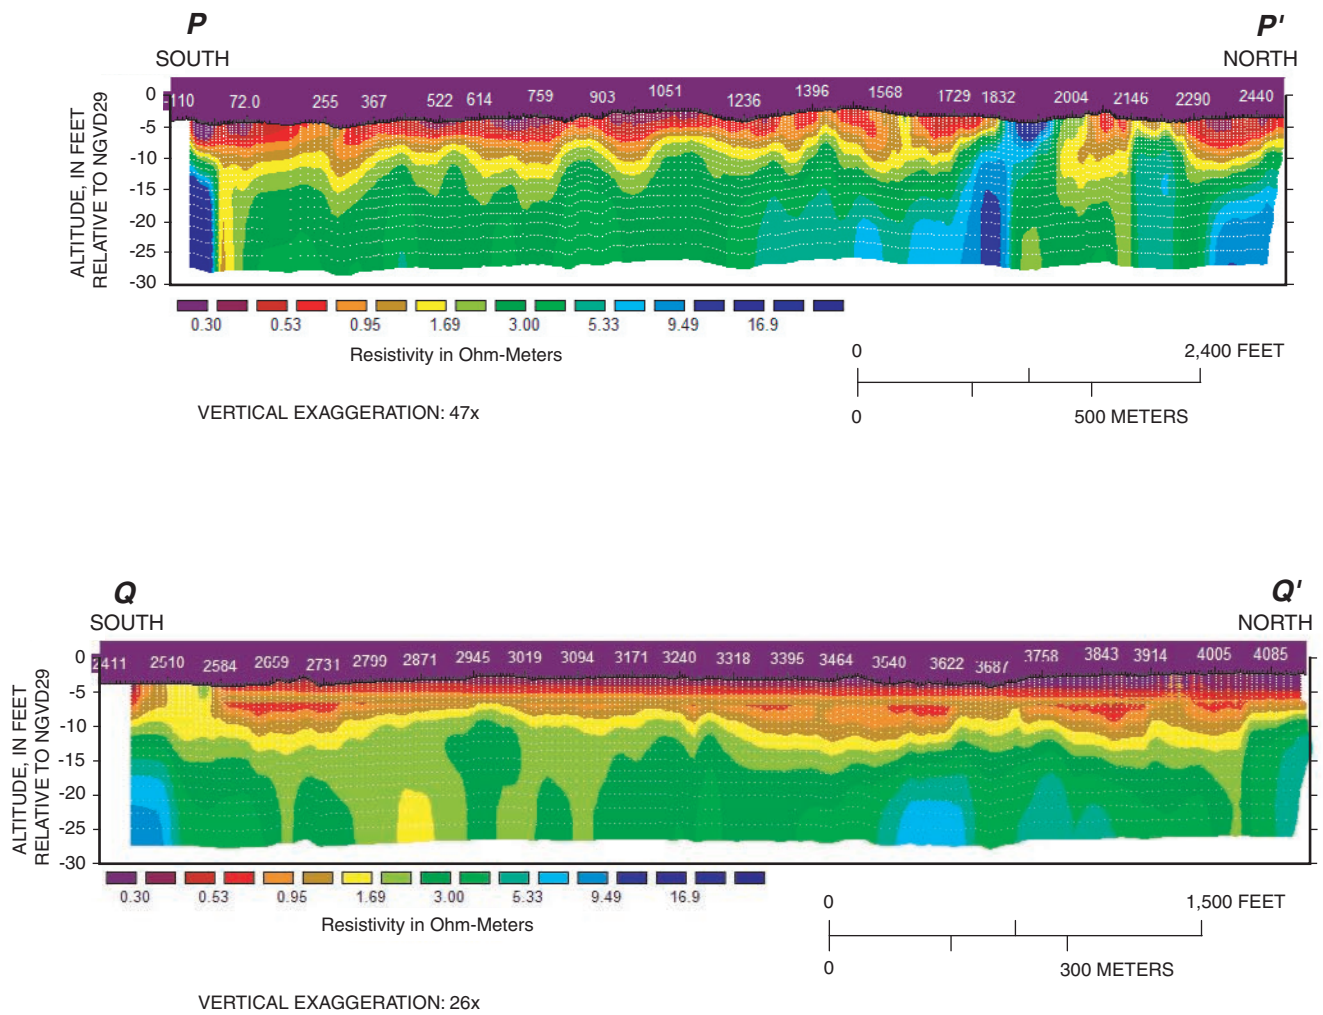 P
P'
SOUTH
NORTH
ALTITUDE, IN FEET
RELATIVE TO NGVD29
0
-5
-10
-15
-20
-25
-30
-110 72.0 255 367 522 614 759 903 1051 1236 1396 1568 1729 1832 2004 2146 2290 2440
0.30 0.53 0.95 1.69 3.00 5.33 9.49 16.9
Resistivity in Ohm-Meters
0 2,400 FEET
0 500 METERS
VERTICAL EXAGGERATION: 47x
Q
Q'
SOUTH
NORTH
ALTITUDE, IN FEET
RELATIVE TO NGVD29
0
-5
-10
-15
-20
-25
-30
2411 2510 2584 2659 2731 2799 2871 2945 3019 3094 3171 3240 3318 3395 3464 3540 3622 3687 3758 3843 3914 4005 4085
0.30 0.53 0.95 1.69 3.00 5.33 9.49 16.9
Resistivity in Ohm-Meters
0 1,500 FEET
0 300 METERS
VERTICAL EXAGGERATION: 26x